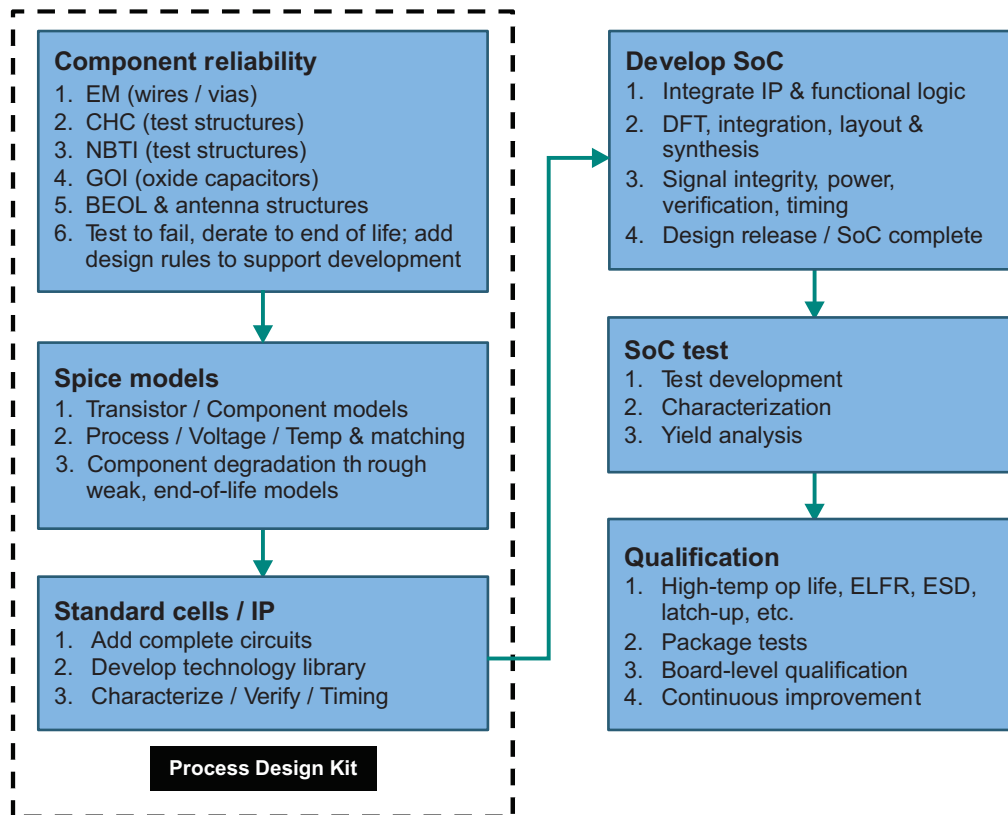 Component reliability
1. EM (wires / vias)
2. CHC (test structures)
3. NBTI (test structures)
4. GOI (oxide capacitors)
5. BEOL & antenna structures
6. Test to fail, derate to end of life; add
design rules to support development
Spice models
1. Transistor / Component models
2. Process / Voltage / Temp & matching
3. Component degradation th rough
weak, end-of-life models
Standard cells / IP
1. Add complete circuits
2. Develop technology library
3. Characterize / Verify / Timing
Process Design Kit
Develop SoC
1. Integrate IP & functional logic
2. DFT, integration, layout &
synthesis
3. Signal integrity, power,
verification, timing
4. Design release / SoC complete
SoC test
1. Test development
2. Characterization
3. Yield analysis
Qualification
1. High-temp op life, ELFR, ESD,
latch-up, etc.
2. Package tests
3. Board-level qualification
4. Continuous improvement